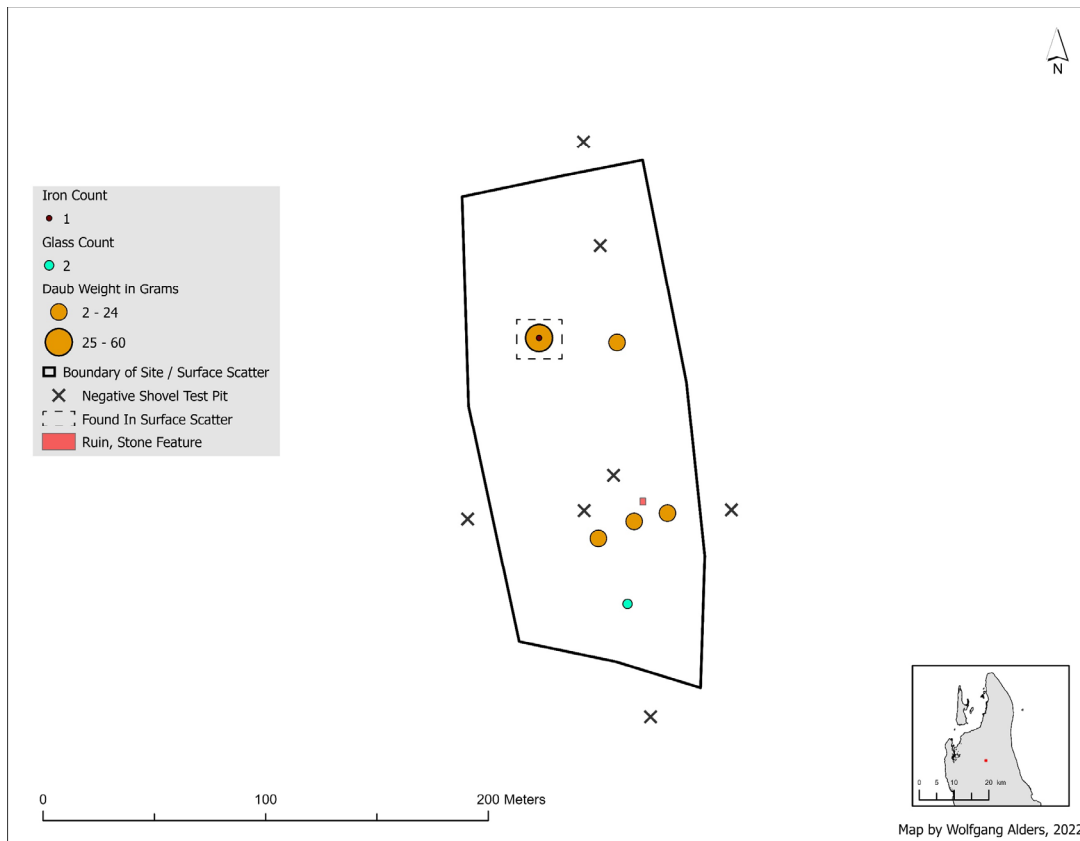 N
Iron Count
1
Glass Count
2
Daub Weight in Grams
2 - 24
25 - 60
Boundary of Site / Surface Scatter
Negative Shovel Test Pit
Found In Surface Scatter
Ruin, Stone Feature
0 100 200 Meters
0 5 10 20 km
Map by Wolfgang Alders, 2022